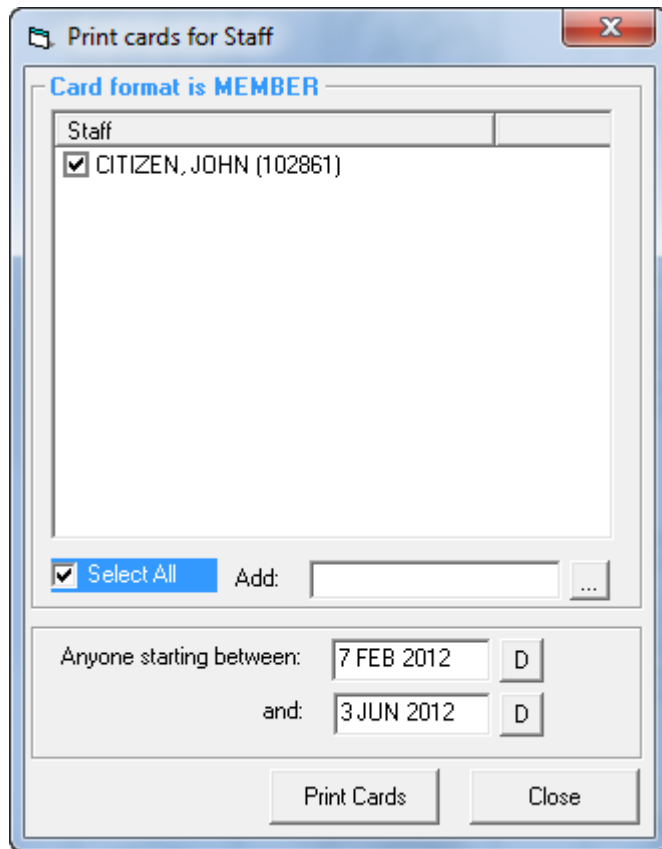 Print cards for Staff
Card format is MEMBER
Staff
CITIZEN, JOHN (102861)
Select All Add: ...
Anyone starting between: 7 FEB 2012 D
and: 3 JUN 2012 D
Print Cards Close